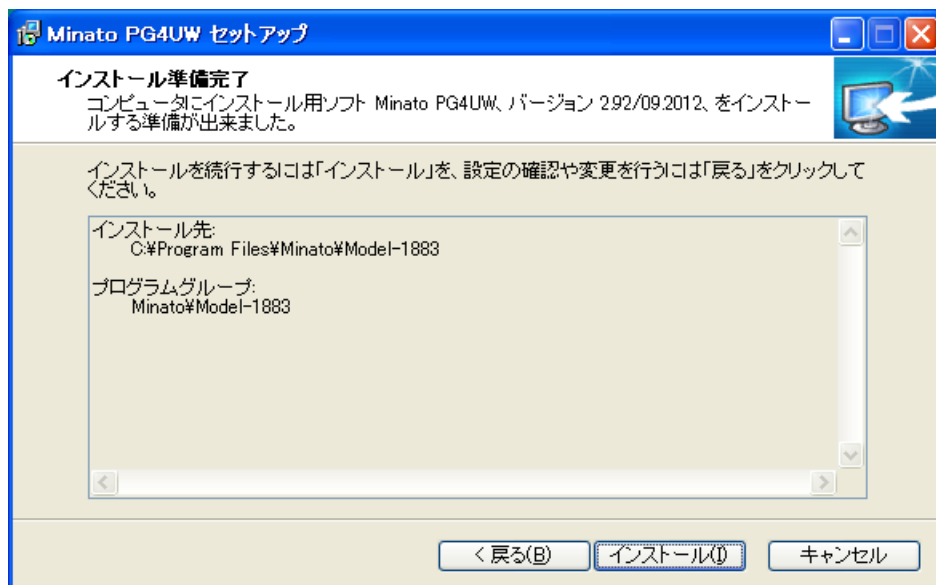 Minato PG4UW セットアップ
インストール準備完了
コンピュータにインストール用ソフト Minato PG4UW、バージョン 2.92/09.2012、をインストー
ルする準備が出来ました。
インストールを続行するには「インストール」を、設定の確認や変更を行うには「戻る」をクリックして
ください。
インストール先:
C:¥Program Files¥Minato¥Model-1883
プログラムグループ:
Minato¥Model-1883
< 戻る(B)
インストール(I)
キャンセル